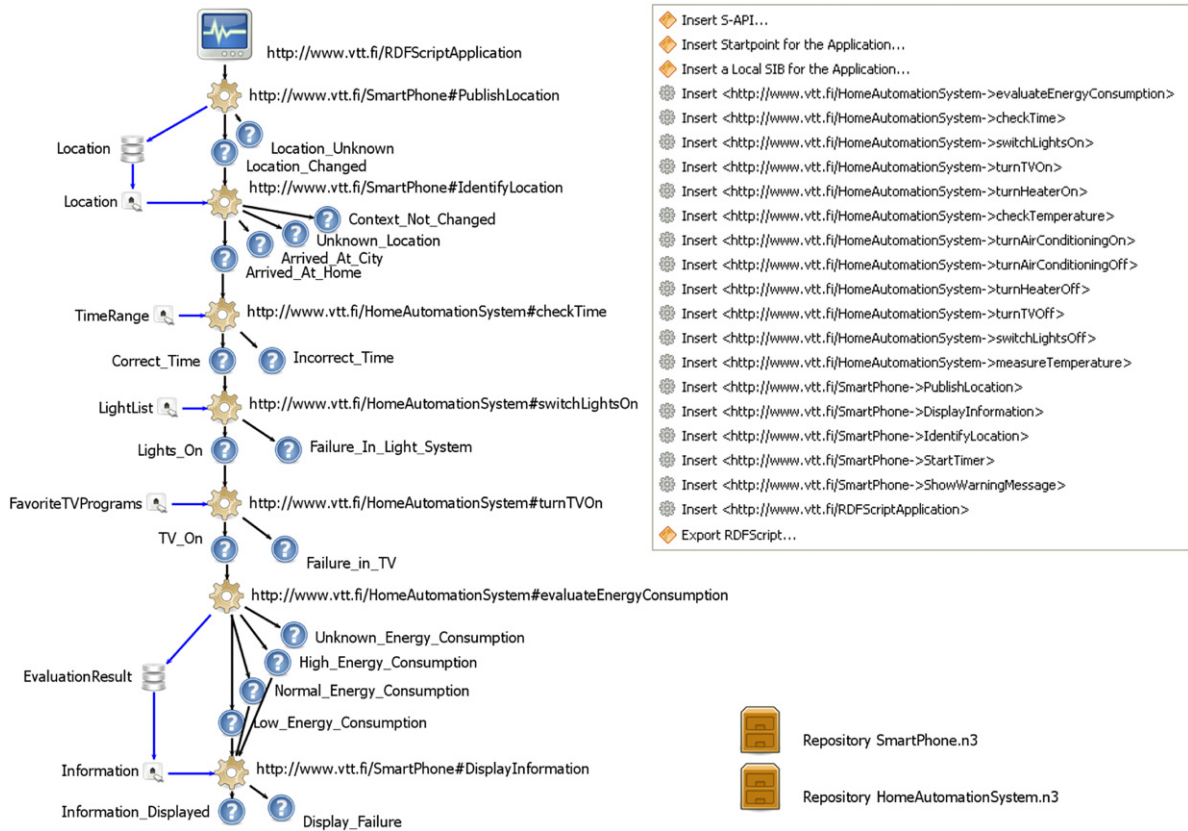 http://www.vtt.fi/RDFScriptApplication
http://www.vtt.fi/SmartPhone#PublishLocation
Location
Location_Unknown
Location_Changed
http://www.vtt.fi/SmartPhone#IdentifyLocation
Location
Context_Not_Changed
Unknown_Location
Arrived_At_City
Arrived_At_Home
TimeRange
http://www.vtt.fi/HomeAutomationSystem#checkTime
Correct_Time
Incorrect_Time
LightList
http://www.vtt.fi/HomeAutomationSystem#switchLightsOn
Lights_On
Failure_In_Light_System
FavoriteTVPrograms
http://www.vtt.fi/HomeAutomationSystem#turnTVOn
TV_On
Failure_in_TV
http://www.vtt.fi/HomeAutomationSystem#evaluateEnergyConsumption
Unknown_Energy_Consumption
High_Energy_Consumption
EvaluationResult
Normal_Energy_Consumption
Low_Energy_Consumption
Information
http://www.vtt.fi/SmartPhone#DisplayInformation
Information_Displayed
Display_Failure
Insert S-API...
Insert Startpoint for the Application...
Insert a Local SIB for the Application...
Insert <http://www.vtt.fi/HomeAutomationSystem->evaluateEnergyConsumption>
Insert <http://www.vtt.fi/HomeAutomationSystem->checkTime>
Insert <http://www.vtt.fi/HomeAutomationSystem->switchLightsOn>
Insert <http://www.vtt.fi/HomeAutomationSystem->turnTVOn>
Insert <http://www.vtt.fi/HomeAutomationSystem->turnHeaterOn>
Insert <http://www.vtt.fi/HomeAutomationSystem->checkTemperature>
Insert <http://www.vtt.fi/HomeAutomationSystem->turnAirConditioningOn>
Insert <http://www.vtt.fi/HomeAutomationSystem->turnAirConditioningOff>
Insert <http://www.vtt.fi/HomeAutomationSystem->turnHeaterOff>
Insert <http://www.vtt.fi/HomeAutomationSystem->turnTVOff>
Insert <http://www.vtt.fi/HomeAutomationSystem->switchLightsOff>
Insert <http://www.vtt.fi/HomeAutomationSystem->measureTemperature>
Insert <http://www.vtt.fi/SmartPhone->PublishLocation>
Insert <http://www.vtt.fi/SmartPhone->DisplayInformation>
Insert <http://www.vtt.fi/SmartPhone->IdentifyLocation>
Insert <http://www.vtt.fi/SmartPhone->StartTimer>
Insert <http://www.vtt.fi/SmartPhone->ShowWarningMessage>
Insert <http://www.vtt.fi/RDFScriptApplication>
Export RDFScript...
Repository SmartPhone.n3
Repository HomeAutomationSystem.n3